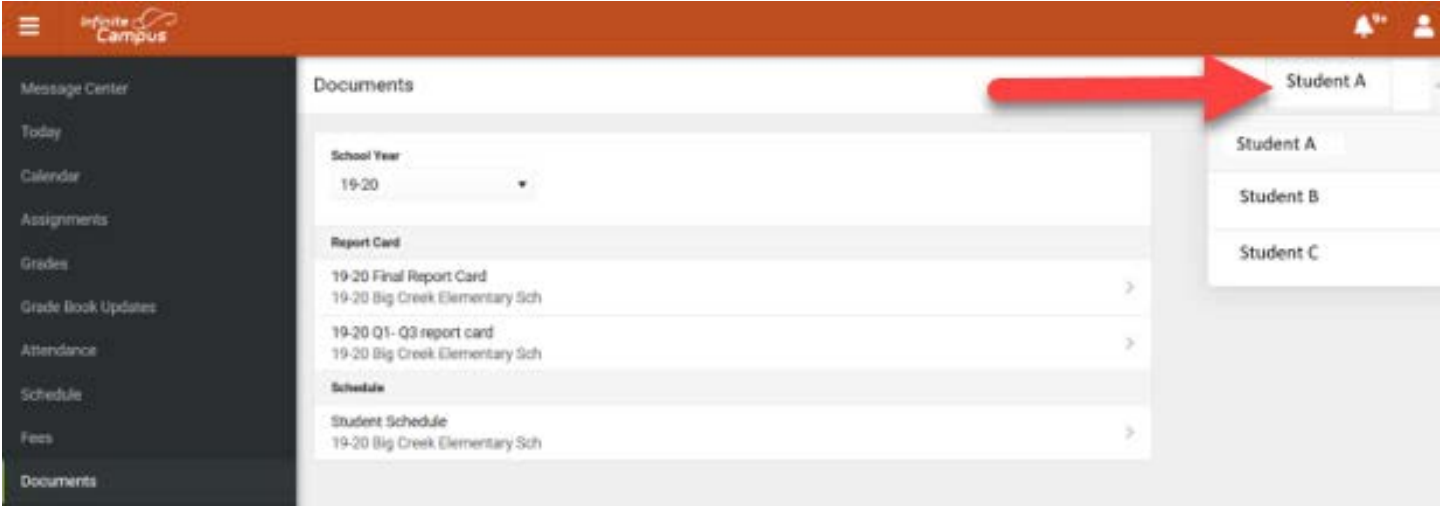 Infinite
Campus
9+
Message Center
Today
Calendar
Assignments
Grades
Grade Book Updates
Attendance
Schedule
Fees
Documents
Documents
School Year
19-20
Report Card
19-20 Final Report Card
19-20 Big Creek Elementary Sch
19-20 Q1- Q3 report card
19-20 Big Creek Elementary Sch
Schedule
Student Schedule
19-20 Big Creek Elementary Sch
Student A
Student A
Student B
Student C